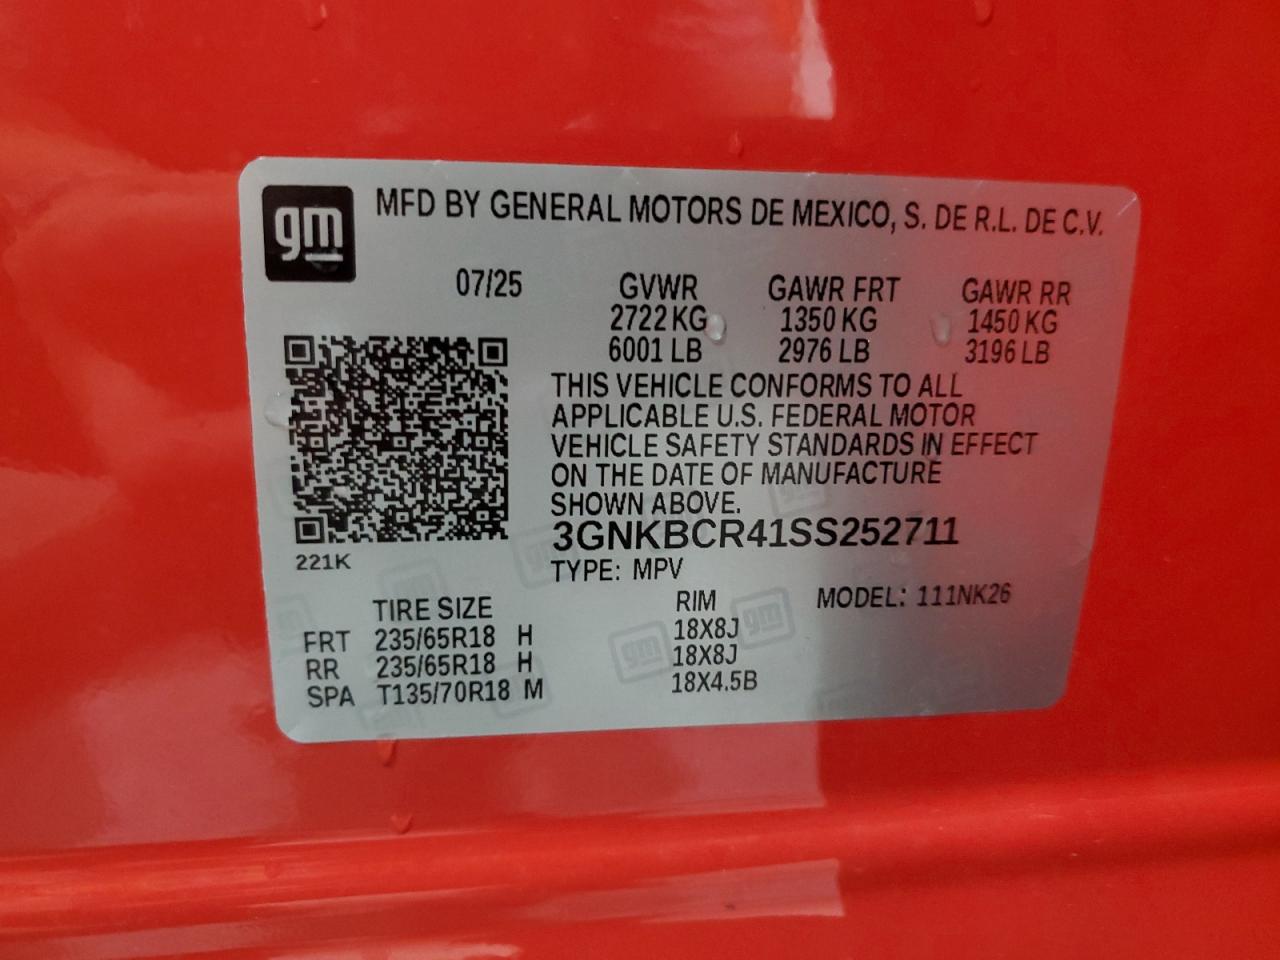 gm
MFD BY GENERAL MOTORS DE MEXICO, S. DE R.L. DE C.V.
07/25 GVWR GAWR FRT GAWR RR
2722 KG 1350 KG 1450 KG
6001 LB 2976 LB 3196 LB
THIS VEHICLE CONFORMS TO ALL
APPLICABLE U.S. FEDERAL MOTOR
VEHICLE SAFETY STANDARDS IN EFFECT
ON THE DATE OF MANUFACTURE
SHOWN ABOVE.
3GNKBCR41SS252711
221K
TYPE: MPV
TIRE SIZE RIM MODEL: 111NK26
FRT 235/65R18 H 18X8J
RR 235/65R18 H 18X8J
SPA T135/70R18 M 18X4.5B